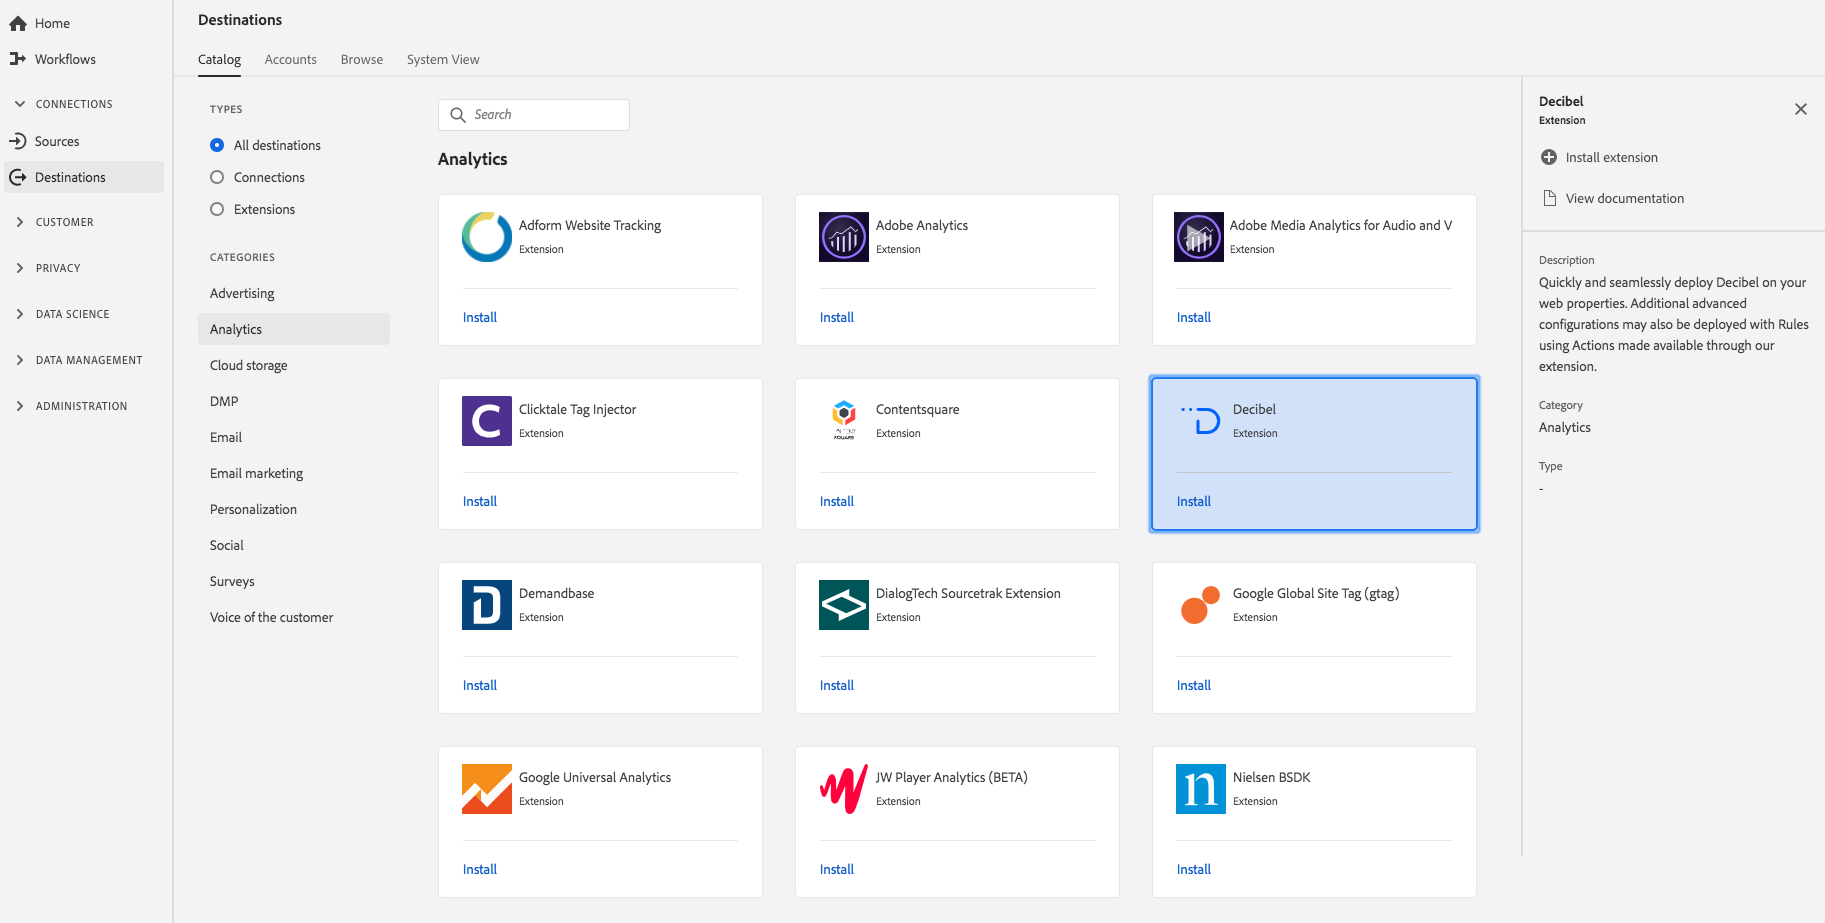 Home
Workflows
CONNECTIONS
Sources
Destinations
CUSTOMER
PRIVACY
DATA SCIENCE
DATA MANAGEMENT
ADMINISTRATION
Destinations
Catalog Accounts Browse System View
TYPES
All destinations
Connections
Extensions
CATEGORIES
Advertising
Analytics
Cloud storage
DMP
Email
Email marketing
Personalization
Social
Surveys
Voice of the customer
Search
Analytics
Adform Website Tracking
Extension
Install
Adobe Analytics
Extension
Install
Adobe Media Analytics for Audio and V
Extension
Install
C
Clicktale Tag Injector
Extension
Install
Contentsquare
Extension
Install
D
Decibel
Extension
Install
D
Demandbase
Extension
Install
DialogTech Sourcetrak Extension
Extension
Install
Google Global Site Tag (gtag)
Extension
Install
Google Universal Analytics
Extension
Install
JW Player Analytics (BETA)
Extension
Install
n
Nielsen BSDK
Extension
Install
Decibel
Extension
Install extension
View documentation
Description
Quickly and seamlessly deploy Decibel on your
web properties. Additional advanced
configurations may also be deployed with Rules
using Actions made available through our
extension.
Category
Analytics
Type
-